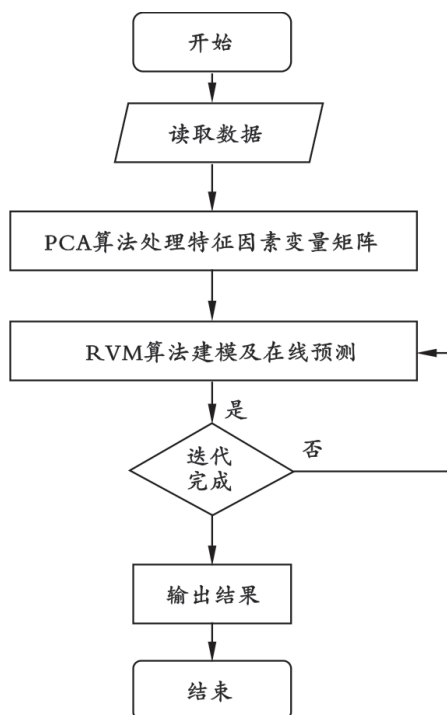 开始
读取数据
PCA算法处理特征因素变量矩阵
RVM算法建模及在线预测
是
迭代
完成
否
输出结果
结束